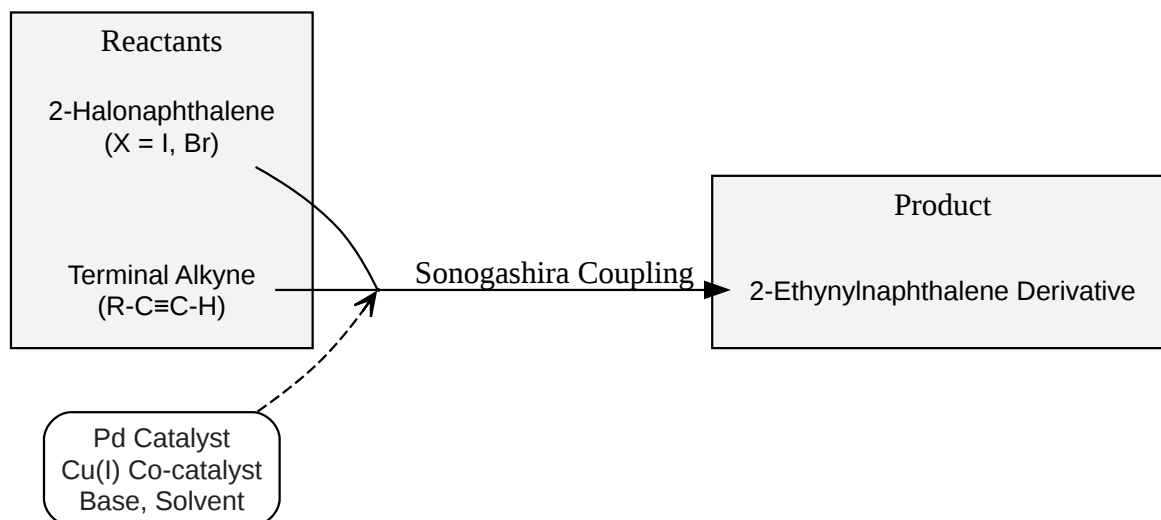 Reactants
2-Halonaphthalene
(X = I, Br)
Terminal Alkyne
(R-C≡C-H)
Pd Catalyst
Cu(I) Co-catalyst
Base, Solvent
Sonogashira Coupling
Product
2-Ethynylnaphthalene Derivative